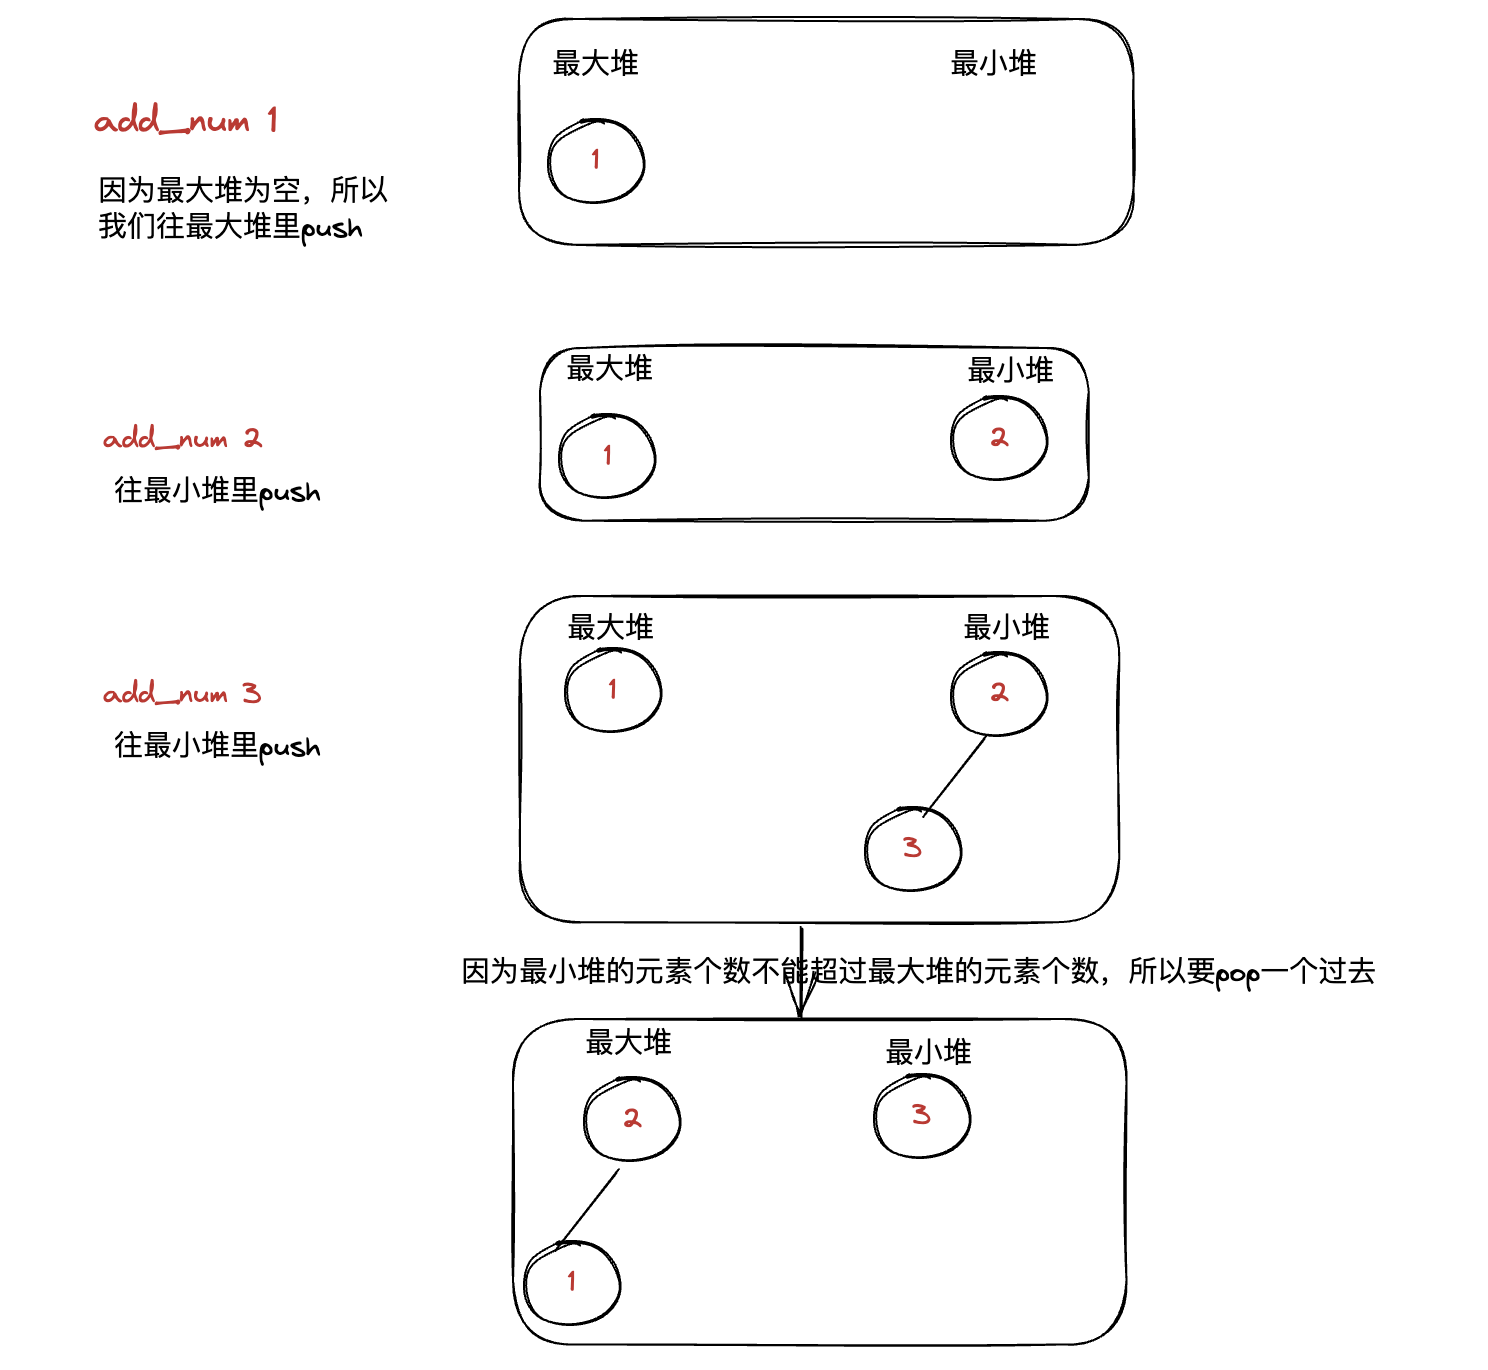 最大堆
最小堆
add_num 1
1
因为最大堆为空，所以
我们往最大堆里push
最大堆
最小堆
add_num 2
1
2
往最小堆里push
最大堆
最小堆
add_num 3
1
2
往最小堆里push
3
因为最小堆的元素个数不能超过最大堆的元素个数，所以要pop一个过去
最大堆
最小堆
2
3
1